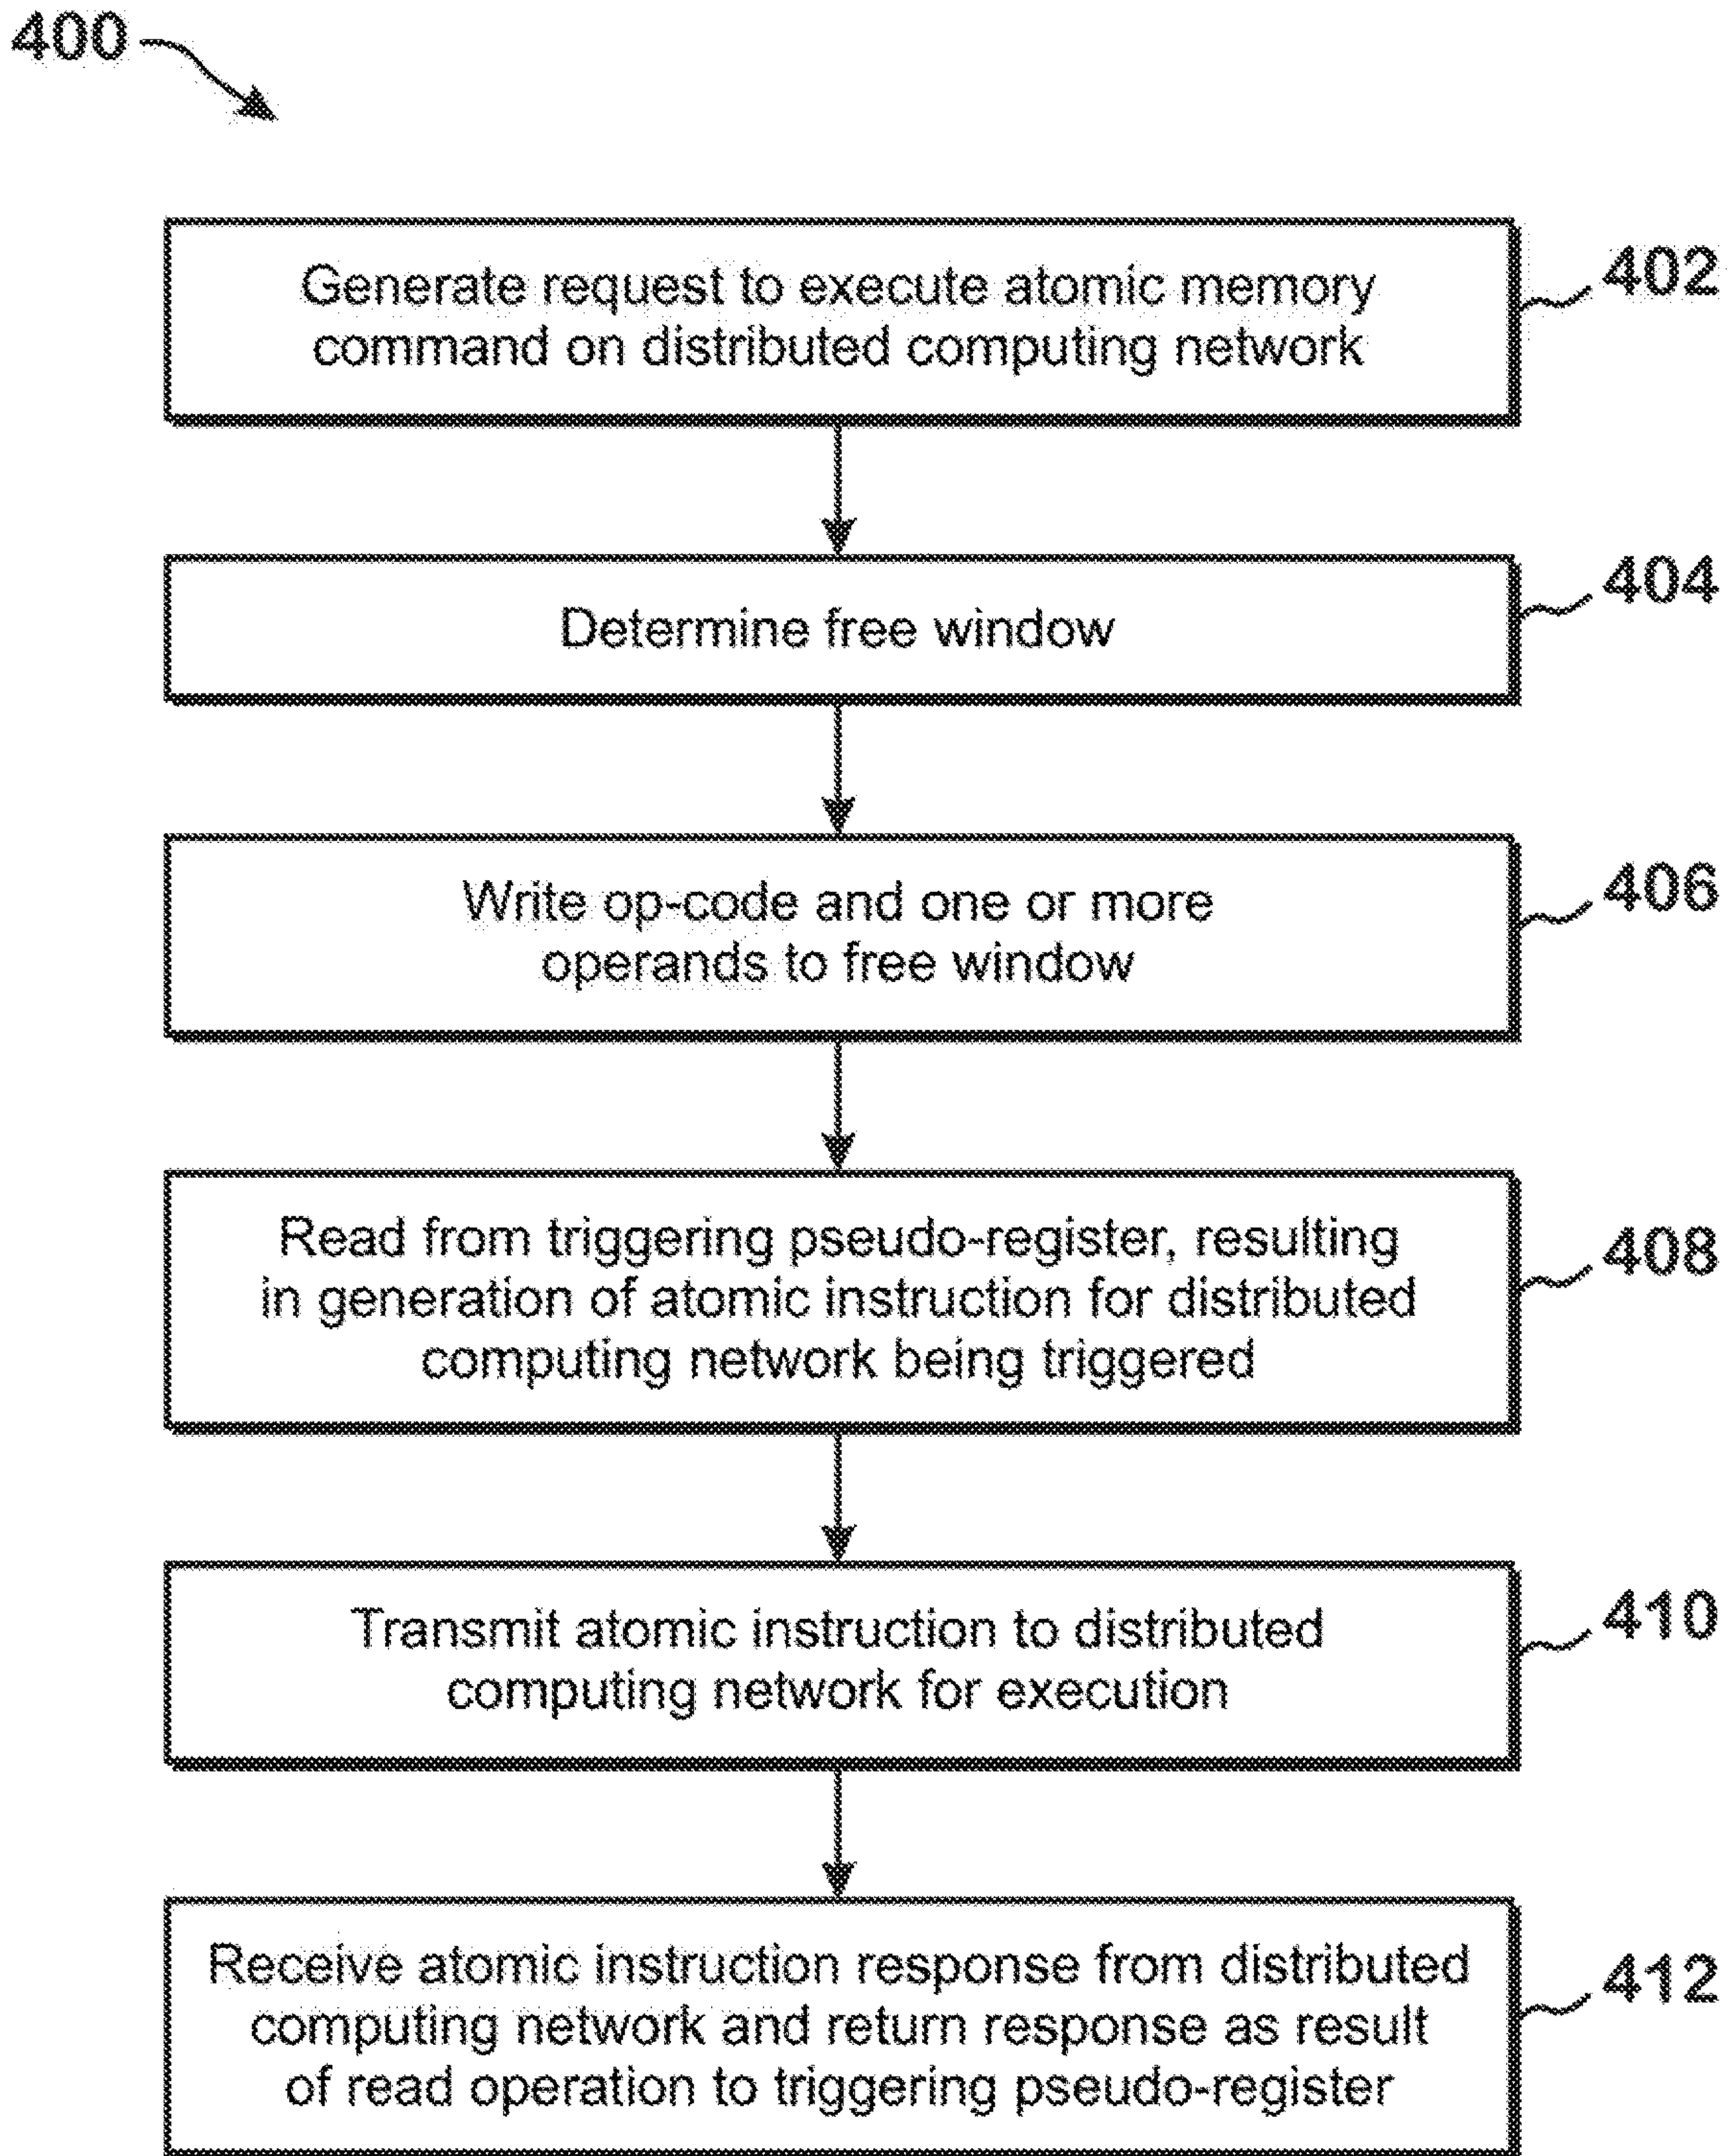 400
Generate request to execute atomic memory
command on distributed computing network
402
Determine free window
404
Write op-code and one or more
operands to free window
406
Read from triggering pseudo-register, resulting
in generation of atomic instruction for distributed
computing network being triggered
408
Transmit atomic instruction to distributed
computing network for execution
410
Receive atomic instruction response from distributed
computing network and return response as result
of read operation to triggering pseudo-register
412